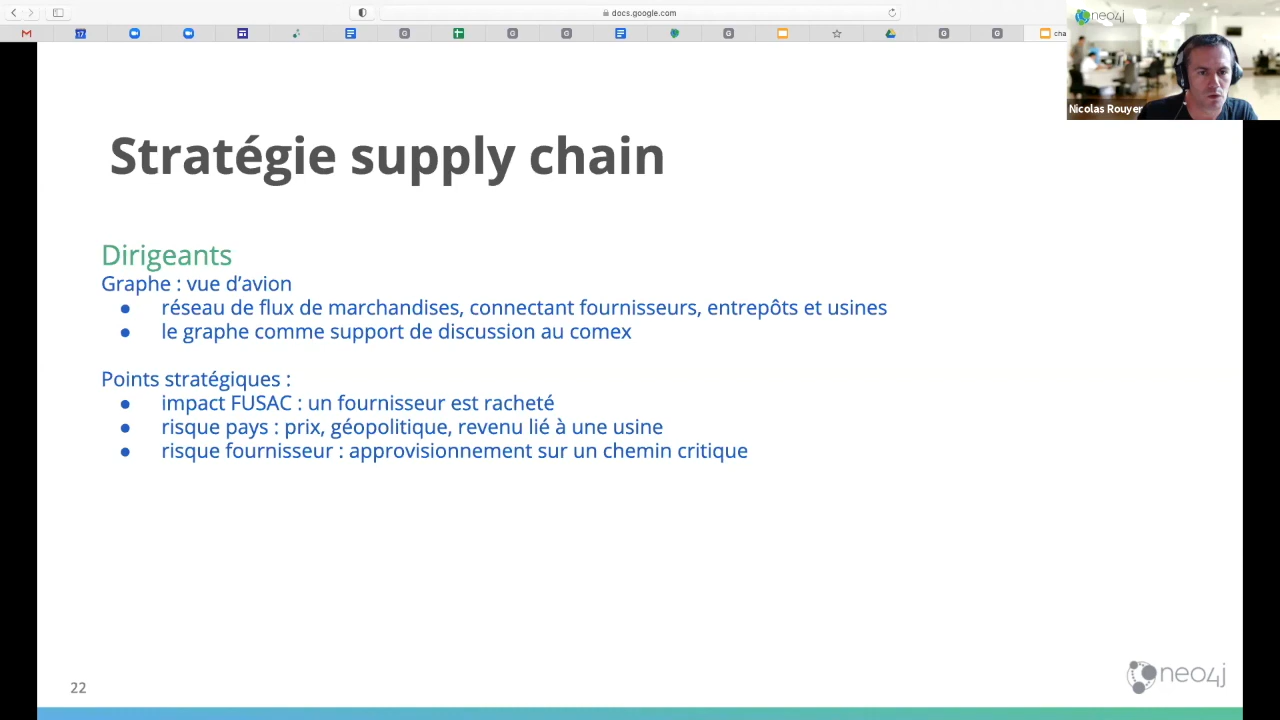 docs.google.com
17
cha
neo4j
Nicolas Rouyer
Stratégie supply chain
Dirigeants
Graphe : vue d'avion
● réseau de flux de marchandises, connectant fournisseurs, entrepôts et usines
● le graphe comme support de discussion au comex
Points stratégiques :
● impact FUSAC : un fournisseur est racheté
● risque pays : prix, géopolitique, revenu lié à une usine
● risque fournisseur : approvisionnement sur un chemin critique
22
neo4j